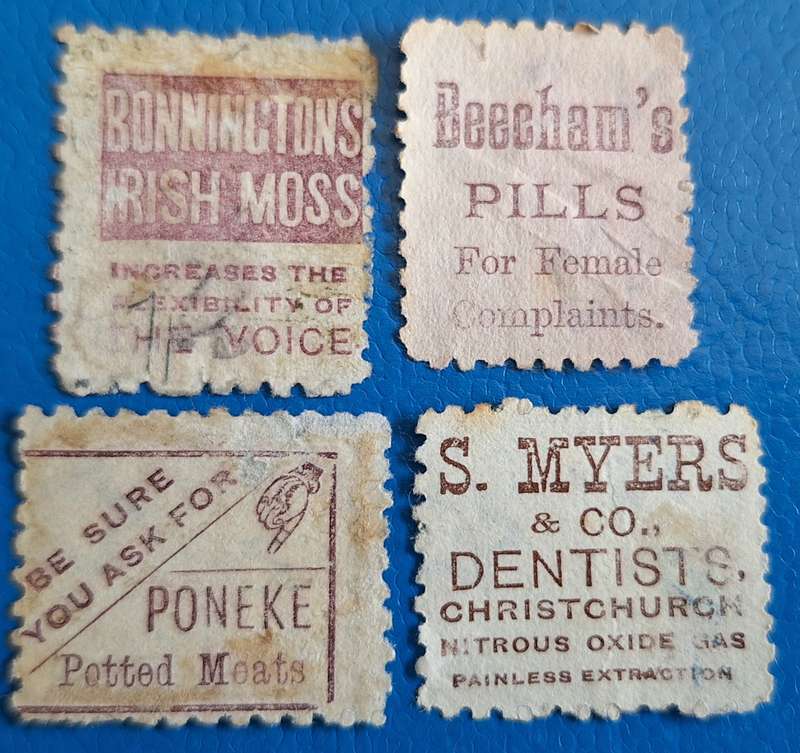 BONNINGTONS
IRISH MOSS
INCREASES THE
FLEXIBILITY OF
THE VOICE
Beecham's
PILLS
For Female
Complaints.
BE SURE
YOU ASK FOR
PONEKE
Potted Meats
S. MYERS
& CO.,
DENTISTS,
CHRISTCHURCH
NITROUS OXIDE GAS
PAINLESS EXTRACTION